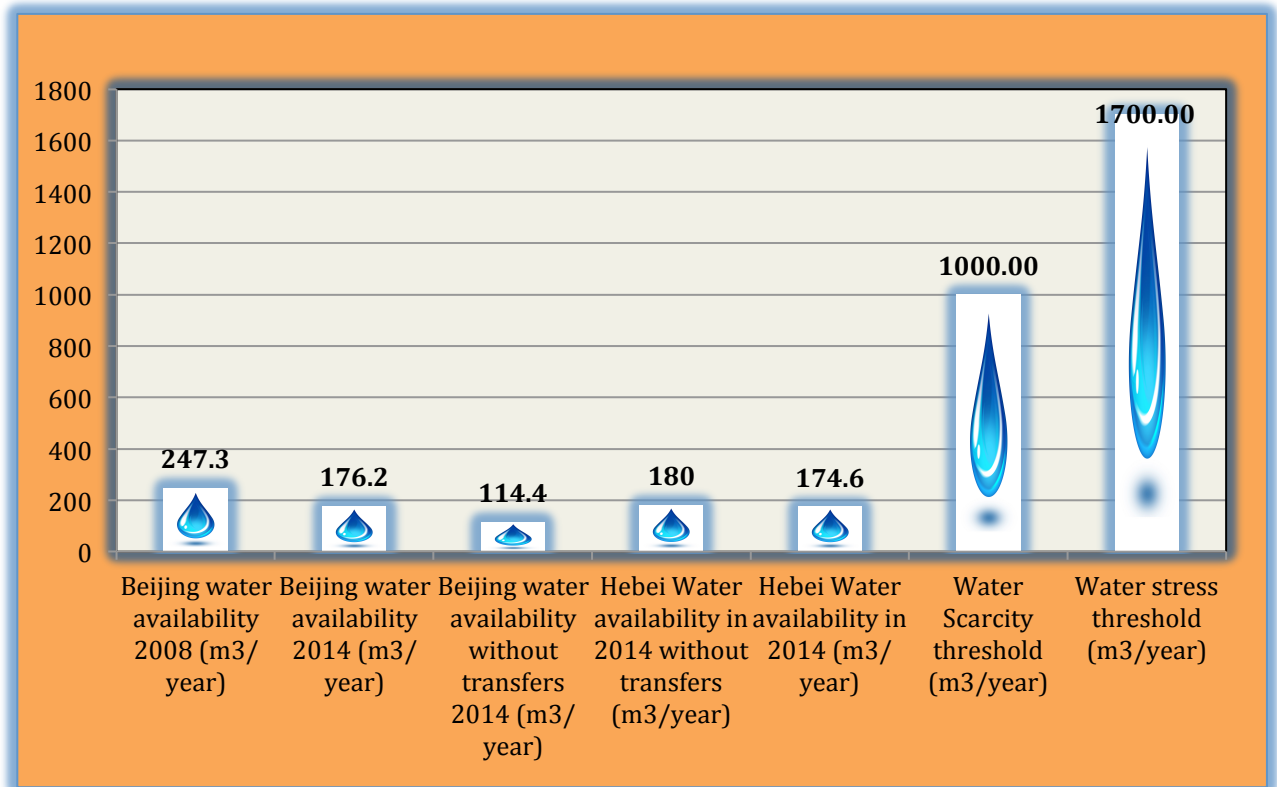 1800
1600
1400
1200
1000
800
600
400
200
0
247.3
176.2
114.4
180
174.6
1000.00
1700.00
Beijing water
availability
2008 (m3/
year)
Beijing water
availability
2014 (m3/
year)
Beijing water
availability
without
transfers
2014 (m3/
year)
Hebei Water
availability in
2014 without
transfers
(m3/year)
Hebei Water
availability in
2014 (m3/
year)
Water
Scarcity
threshold
(m3/year)
Water stress
threshold
(m3/year)